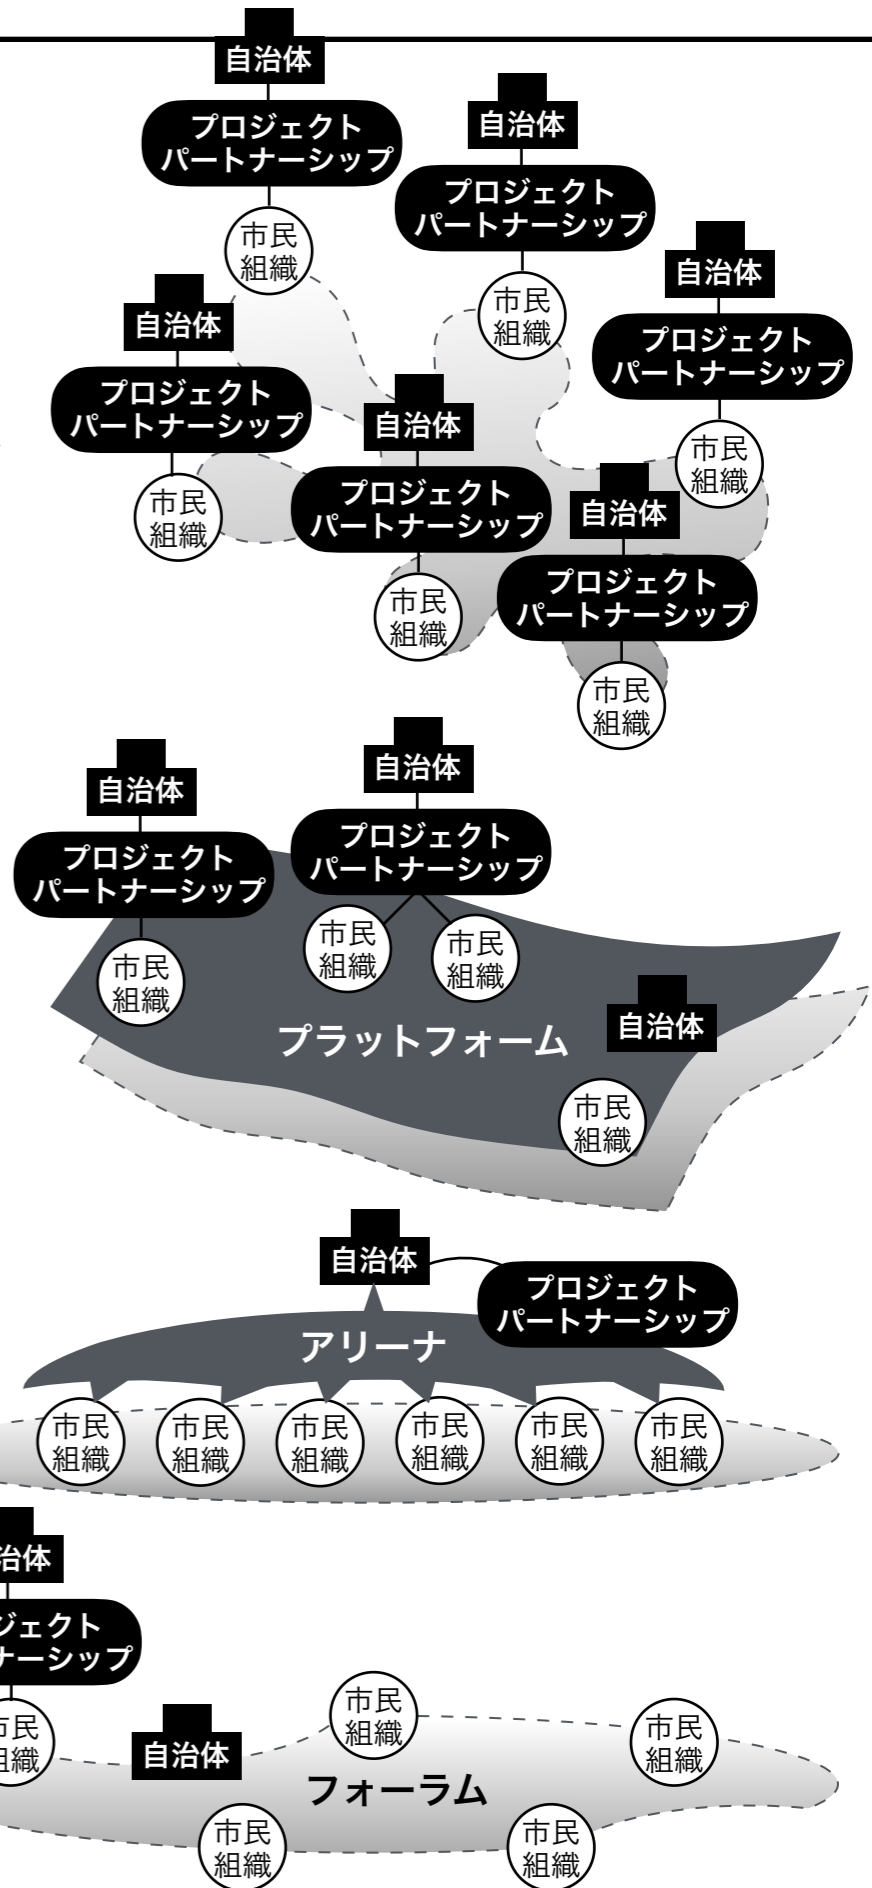 自治体
プロジェクト
パートナーシップ
市民
組織
自治体
プロジェクト
パートナーシップ
市民
組織
自治体
プロジェクト
パートナーシップ
市民
組織
自治体
プロジェクト
パートナーシップ
市民
組織
自治体
プロジェクト
パートナーシップ
市民
組織
自治体
プロジェクト
パートナーシップ
市民
組織
自治体
プロジェクト
パートナーシップ
市民
組織
自治体
プロジェクト
パートナーシップ
市民
組織
市民
組織
プラットフォーム
自治体
市民
組織
自治体
プロジェクト
パートナーシップ
アリーナ
市民
組織
市民
組織
市民
組織
市民
組織
市民
組織
市民
組織
治体
ジェクト
ナーシップ
市民
組織
自治体
市民
組織
市民
組織
フォーラム
市民
組織
市民
組織